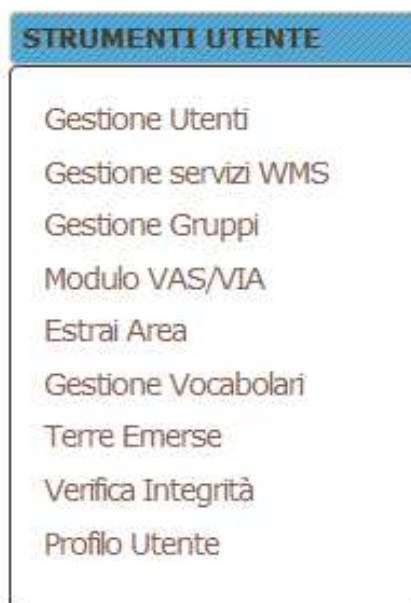 STRUMENTI UTENTE
Gestione Utenti
Gestione servizi WMS
Gestione Gruppi
Modulo VAS/VIA
Estrai Area
Gestione Vocabolari
Terre Emerse
Verifica Integrità
Profilo Utente